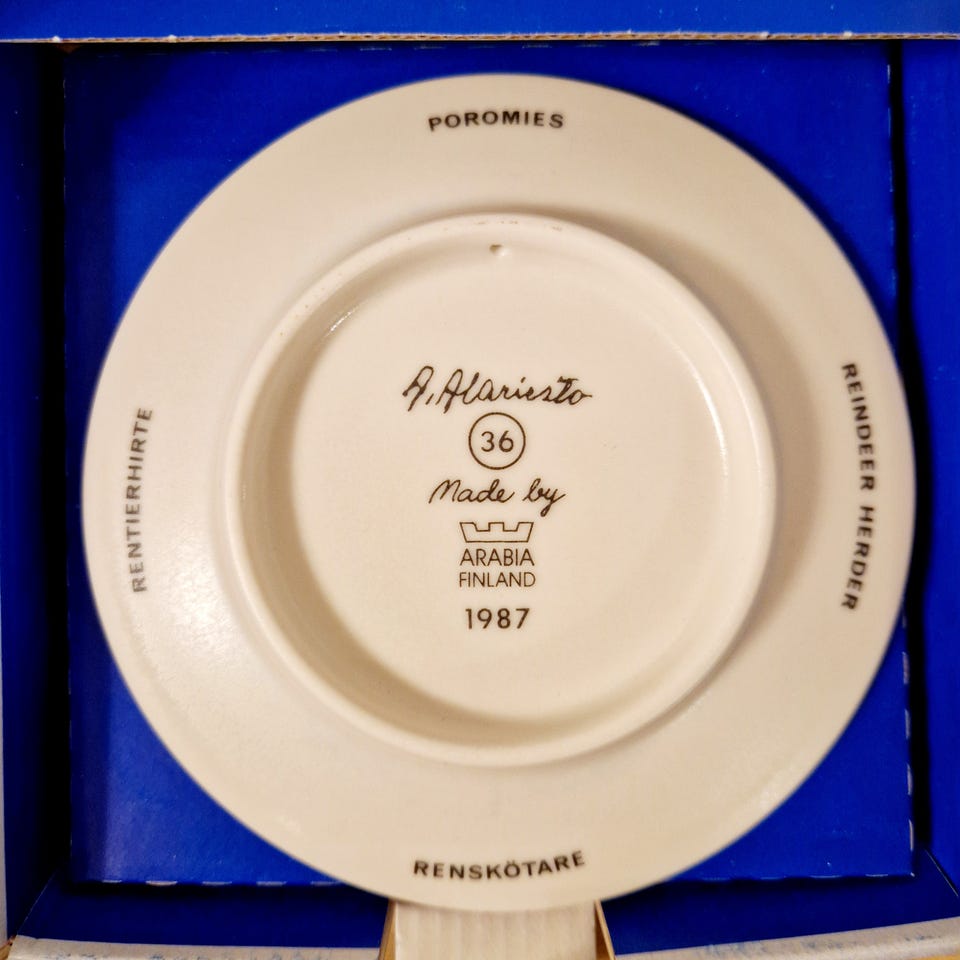 POROMIES
A. Alariesto
36
Made by
ARABIA
FINLAND
1987
RENTIERHIRTE
REINDEER HERDER
RENSKÖTARE